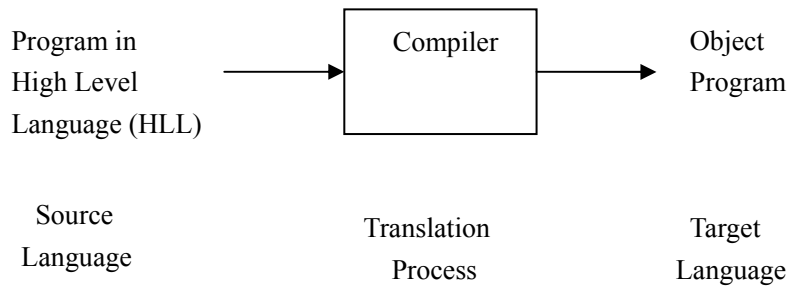 Program in
High Level
Language (HLL)
Compiler
Object
Program
Source
Language
Translation
Process
Target
Language